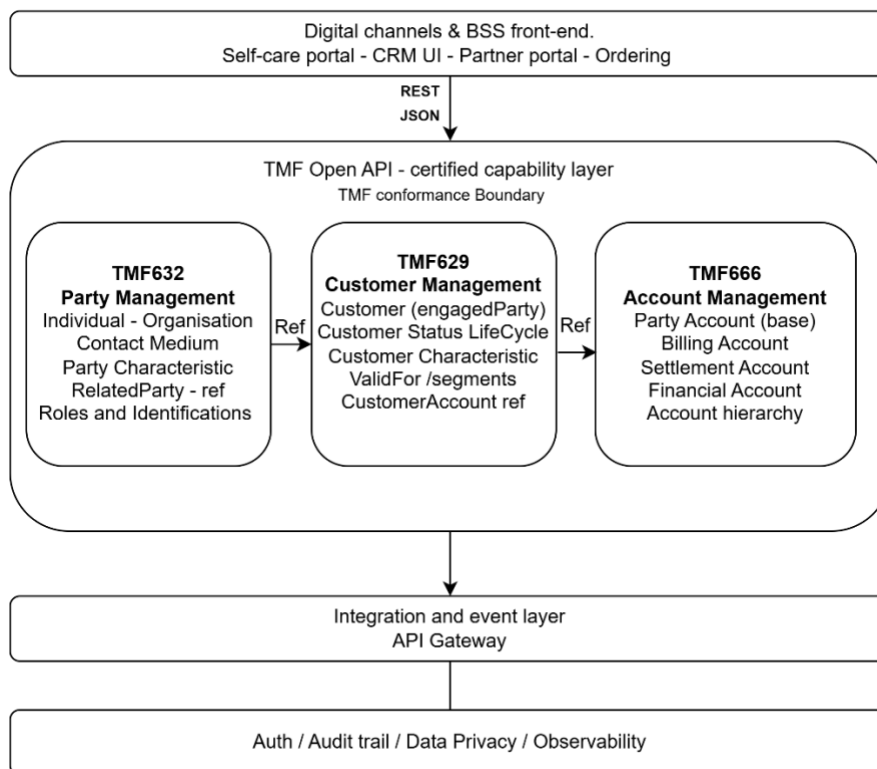 Digital channels & BSS front-end.
Self-care portal - CRM UI - Partner portal - Ordering
REST
JSON
TMF Open API - certified capability layer
TMF conformance Boundary
TMF632
Party Management
Individual - Organisation
Contact Medium
Party Characteristic
RelatedParty - ref
Roles and Identifications
Ref
TMF629
Customer Management
Customer (engagedParty)
Customer Status LifeCycle
Customer Characteristic
ValidFor /segments
CustomerAccount ref
Ref
TMF666
Account Management
Party Account (base)
Billing Account
Settlement Account
Financial Account
Account hierarchy
Integration and event layer
API Gateway
Auth / Audit trail / Data Privacy / Observability